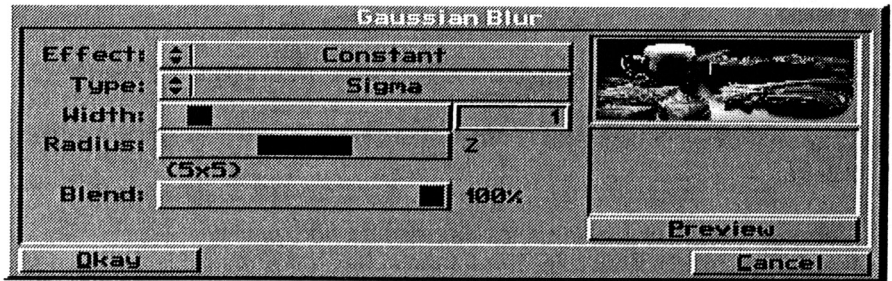 Gaussian Blur
Effect: Constant
Type: Sigma
Width: 1
Radius: 2
(5x5)
Blend: 100%
Preview
Okay Cancel